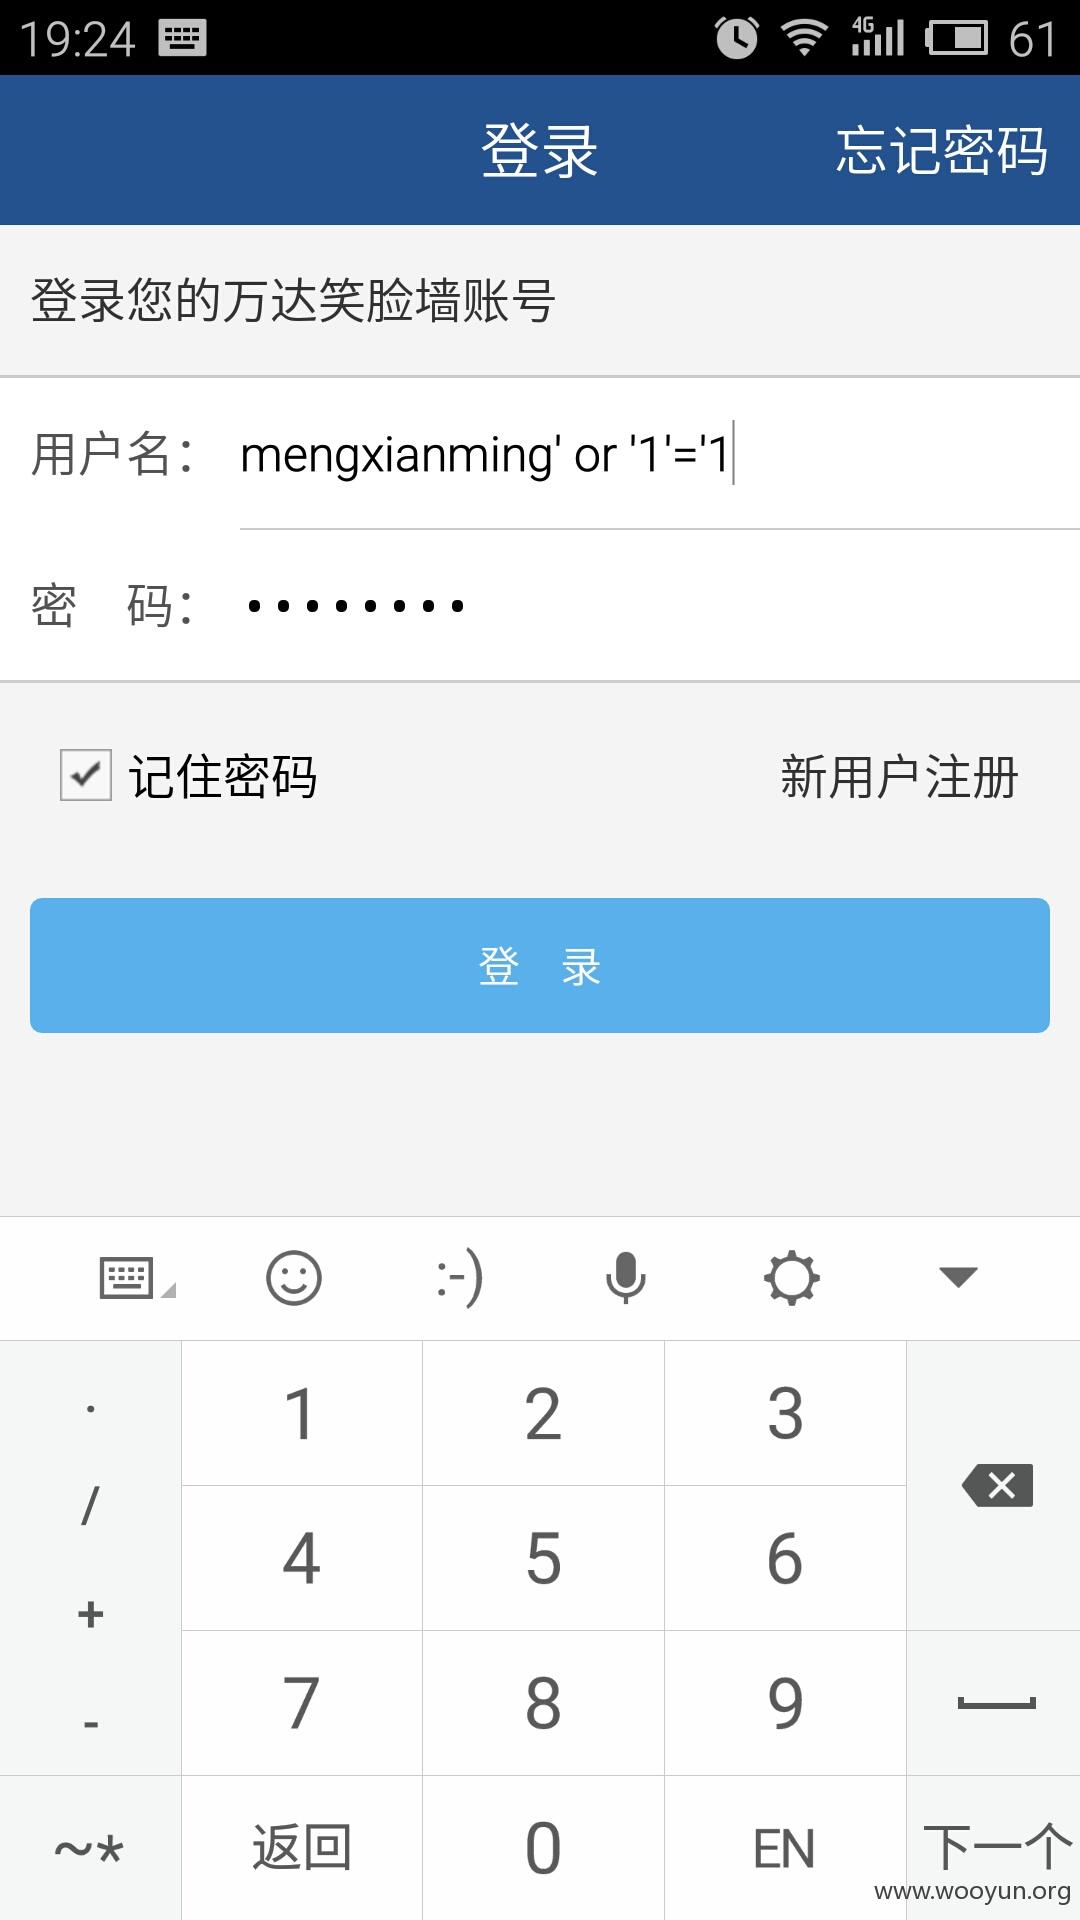 19:24 4G 61
登录 忘记密码
登录您的万达笑脸墙账号
用户名： mengxianming' or '1'='1
密 码： ••••••••
记住密码 新用户注册
登 录
:-)
. 1 2 3
/ 4 5 6
+
- 7 8 9
~* 返回 0 EN 下一个
www.wooyun.org